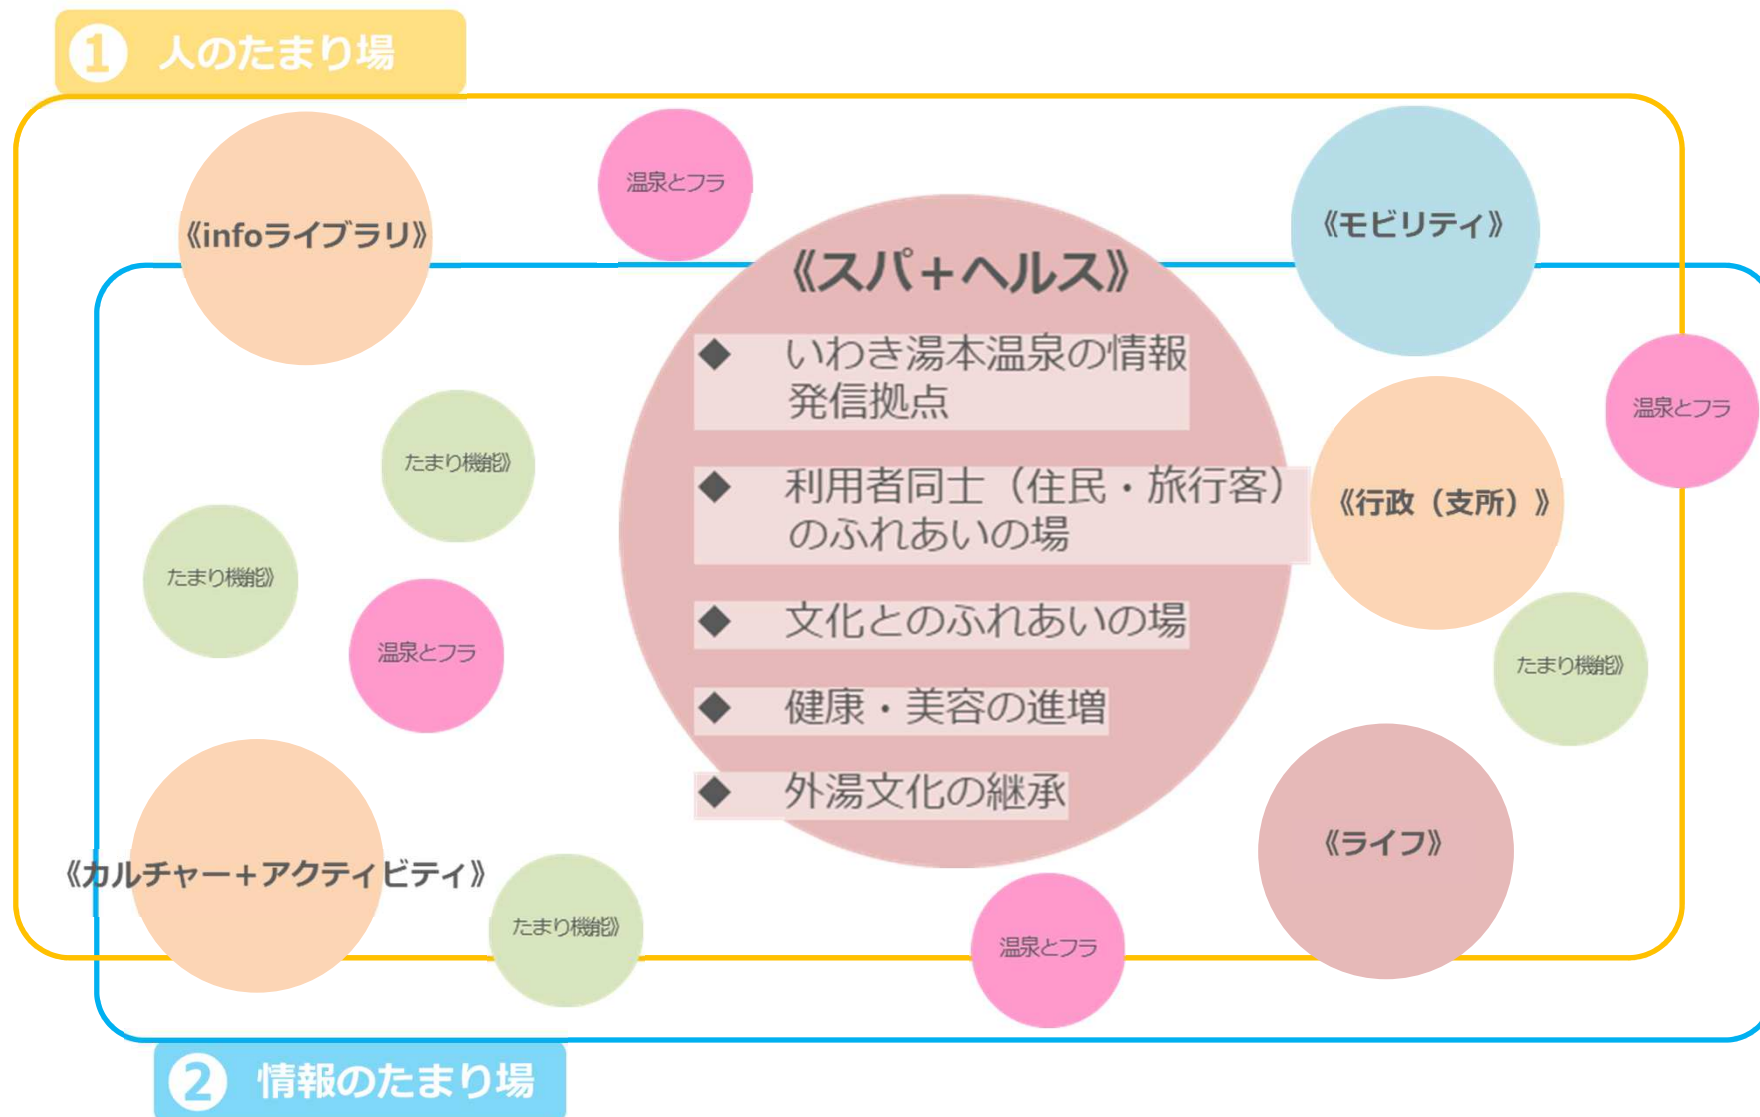 ❶ 人のたまり場
《infoライブラリ》
温泉とフラ
《モビリティ》
《スパ+ヘルス》
◆ いわき湯本温泉の情報
発信拠点
◆ 利用者同士（住民・旅行客）
のふれあいの場
◆ 文化とのふれあいの場
◆ 健康・美容の進増
◆ 外湯文化の継承
温泉とフラ
《行政（支所）》
たまり機能》
たまり機能》
温泉とフラ
たまり機能》
《ライフ》
《カルチャー+アクティビティ》
たまり機能》
温泉とフラ
❷ 情報のたまり場